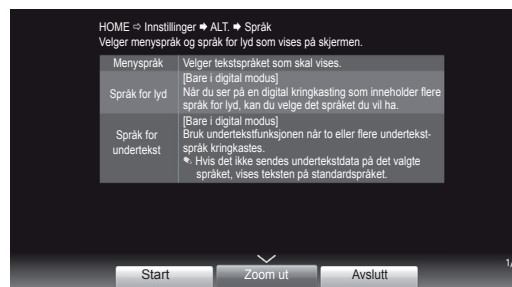 HOME ⇨ Innstillinger ➡ ALT. ➡ Språk
Velger menyspråk og språk for lyd som vises på skjermen.
Menyspråk
Velger tekstspråket som skal vises.
Språk for lyd
[Bare i digital modus]
Når du ser på en digital kringkasting som inneholder flere
språk for lyd, kan du velge det språket du vil ha.
Språk for
undertekst
[Bare i digital modus]
Bruk undertekstfunksjonen når to eller flere undertekst-
språk kringkastes.
Hvis det ikke sendes undertekstdata på det valgte
språket, vises teksten på standardspråket.
1/
Start
Zoom ut
Avslutt